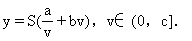 y = S(a/v + bv), v∈ (0, c].